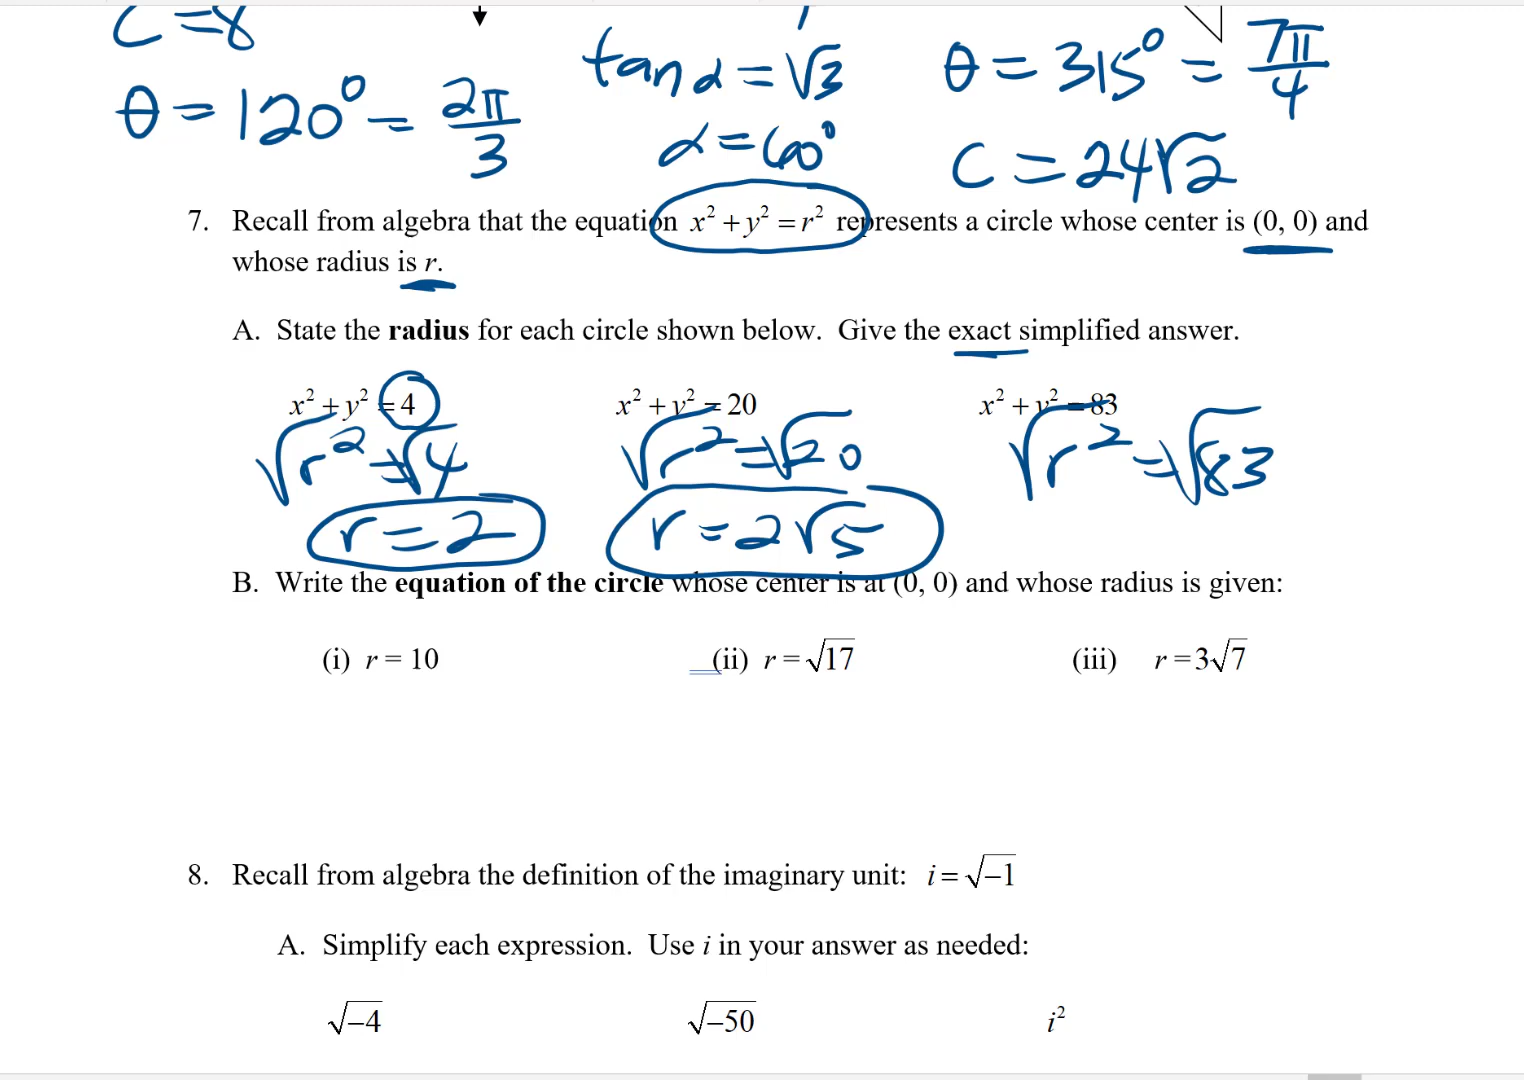 C = 8
tan α = √3
θ = 315° = 7π/4
θ = 120° = 2π/3
α = 60°
C = 24√2
7. Recall from algebra that the equation x² + y² = r² represents a circle whose center is (0, 0) and
whose radius is r.
A. State the radius for each circle shown below. Give the exact simplified answer.
x² + y² = 4
x² + y² = 20
x² + y² = 83
√r² = √4
√r² = √20
√r² = √83
r = 2
r = 2√5
B. Write the equation of the circle whose center is at (0, 0) and whose radius is given:
(i) r = 10
(ii) r = √17
(iii) r = 3√7
8. Recall from algebra the definition of the imaginary unit: i = √−1
A. Simplify each expression. Use i in your answer as needed:
√−4
√−50
i²